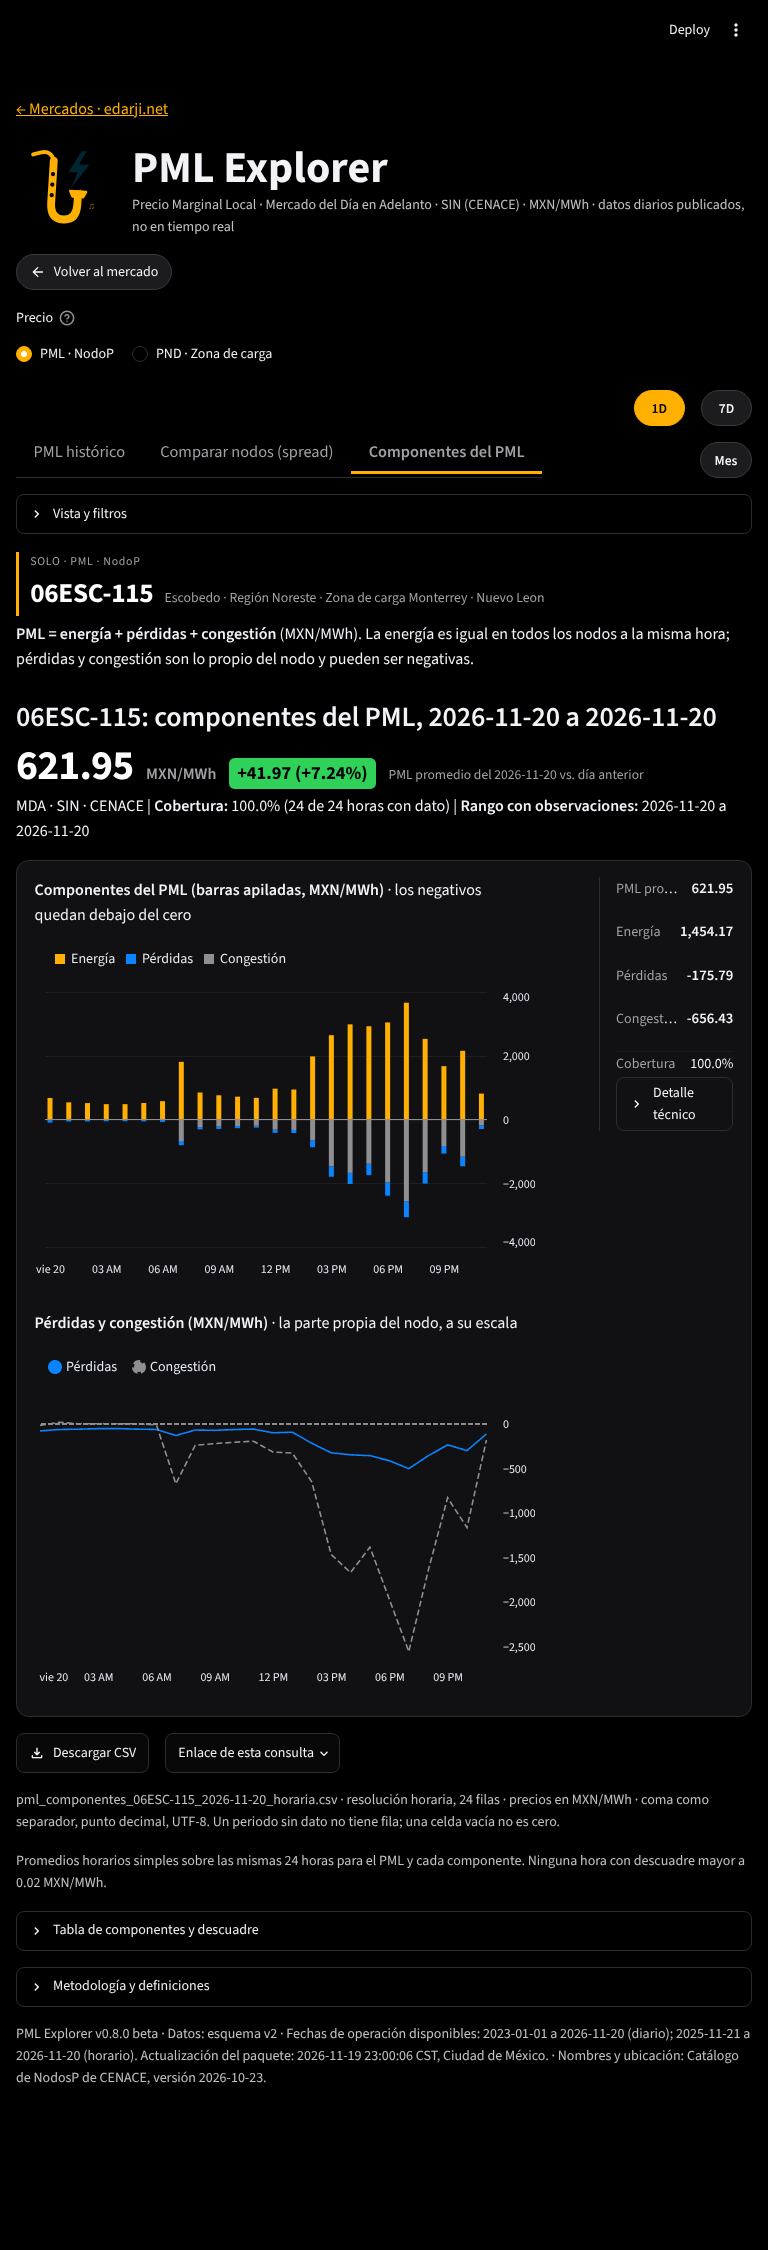 Deploy
← Mercados · edarji.net
PML Explorer
Precio Marginal Local · Mercado del Día en Adelanto · SIN (CENACE) · MXN/MWh · datos diarios publicados,
no en tiempo real
Volver al mercado
Precio
PML · NodoP
PND · Zona de carga
1D
7D
PML histórico
Comparar nodos (spread)
Componentes del PML
Mes
Vista y filtros
SOLO · PML · NodoP
06ESC-115 Escobedo · Región Noreste · Zona de carga Monterrey · Nuevo Leon
PML = energía + pérdidas + congestión (MXN/MWh). La energía es igual en todos los nodos a la misma hora;
pérdidas y congestión son lo propio del nodo y pueden ser negativas.
06ESC-115: componentes del PML, 2026-11-20 a 2026-11-20
621.95 MXN/MWh +41.97 (+7.24%) PML promedio del 2026-11-20 vs. día anterior
MDA · SIN · CENACE | Cobertura: 100.0% (24 de 24 horas con dato) | Rango con observaciones: 2026-11-20 a
2026-11-20
Componentes del PML (barras apiladas, MXN/MWh) · los negativos
quedan debajo del cero
Energía
Pérdidas
Congestión
4,000
2,000
0
−2,000
−4,000
vie 20
03 AM
06 AM
09 AM
12 PM
03 PM
06 PM
09 PM
PML pro… 621.95
Energía 1,454.17
Pérdidas -175.79
Congest… -656.43
Cobertura 100.0%
Detalle
técnico
Pérdidas y congestión (MXN/MWh) · la parte propia del nodo, a su escala
Pérdidas
Congestión
0
−500
−1,000
−1,500
−2,000
−2,500
vie 20
03 AM
06 AM
09 AM
12 PM
03 PM
06 PM
09 PM
Descargar CSV
Enlace de esta consulta
pml_componentes_06ESC-115_2026-11-20_horaria.csv · resolución horaria, 24 filas · precios en MXN/MWh · coma como
separador, punto decimal, UTF-8. Un periodo sin dato no tiene fila; una celda vacía no es cero.
Promedios horarios simples sobre las mismas 24 horas para el PML y cada componente. Ninguna hora con descuadre mayor a
0.02 MXN/MWh.
Tabla de componentes y descuadre
Metodología y definiciones
PML Explorer v0.8.0 beta · Datos: esquema v2 · Fechas de operación disponibles: 2023-01-01 a 2026-11-20 (diario); 2025-11-21 a
2026-11-20 (horario). Actualización del paquete: 2026-11-19 23:00:06 CST, Ciudad de México. · Nombres y ubicación: Catálogo
de NodosP de CENACE, versión 2026-10-23.